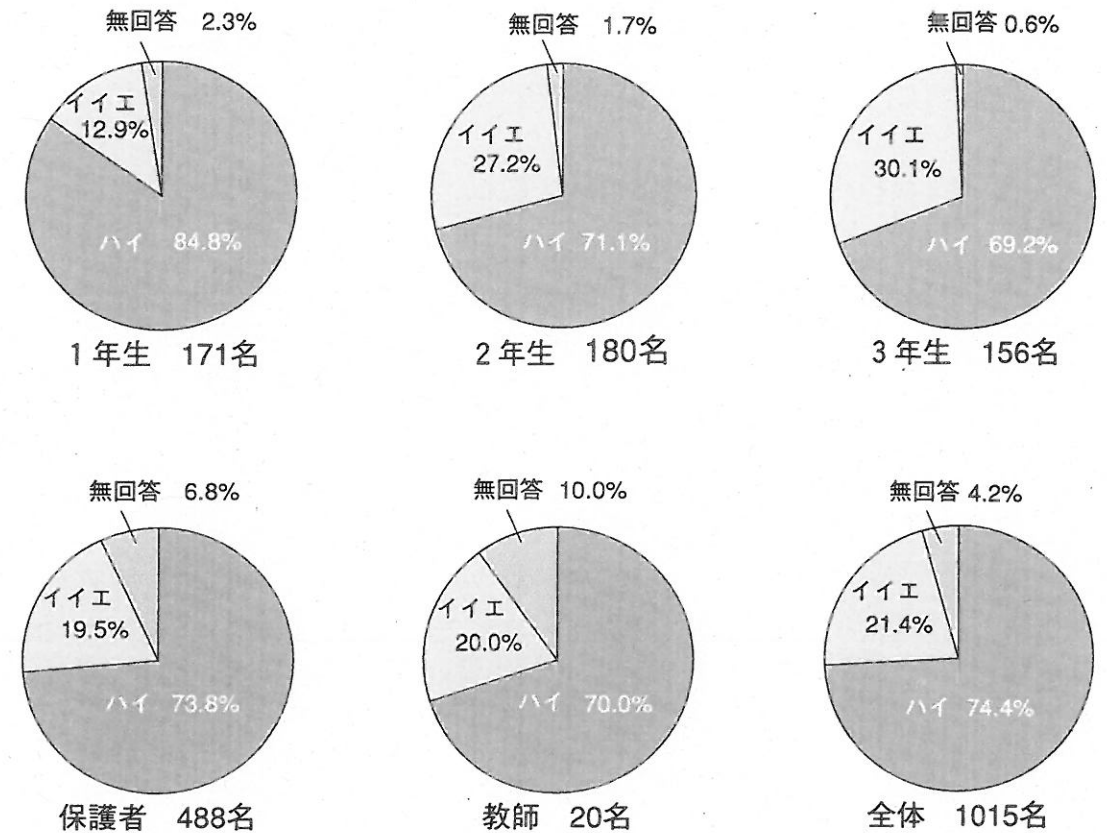 無回答 2.3%
イイエ
12.9%
ハイ 84.8%
1年生 171名
無回答 1.7%
イイエ
27.2%
ハイ 71.1%
2年生 180名
無回答 0.6%
イイエ
30.1%
ハイ 69.2%
3年生 156名
無回答 6.8%
イイエ
19.5%
ハイ 73.8%
保護者 488名
無回答 10.0%
イイエ
20.0%
ハイ 70.0%
教師 20名
無回答 4.2%
イイエ
21.4%
ハイ 74.4%
全体 1015名